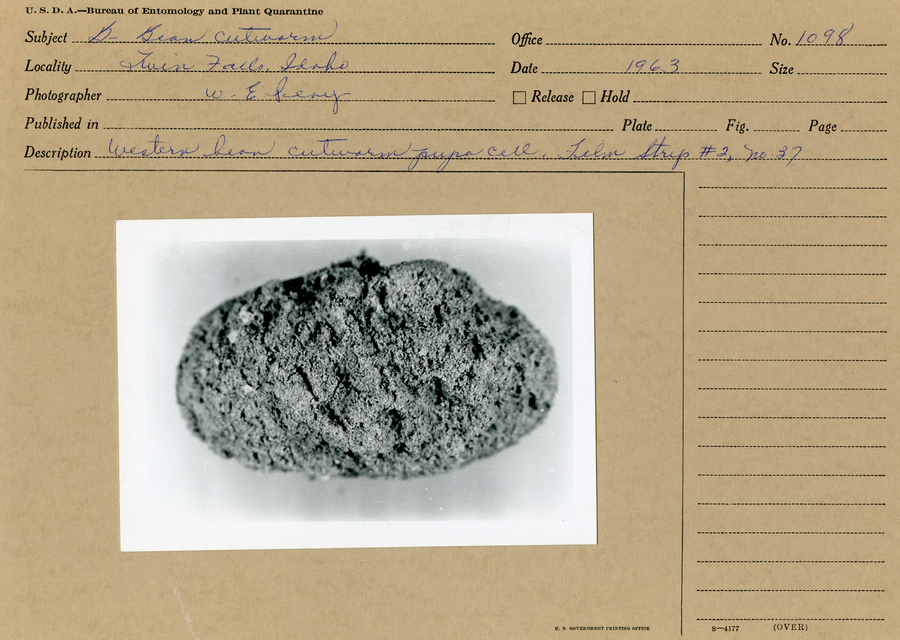 U. S. D. A.—Bureau of Entomology and Plant Quarantine
Subject B- Bean cutworm Office No. 1098
Locality Twin Falls, Idaho Date 1963 Size
Photographer W. E. Peay Release Hold
Published in Plate Fig. Page
Description Western bean cutworm pupa cell. Film Strip #2, No 37
U. S. GOVERNMENT PRINTING OFFICE
8—4177 (OVER)